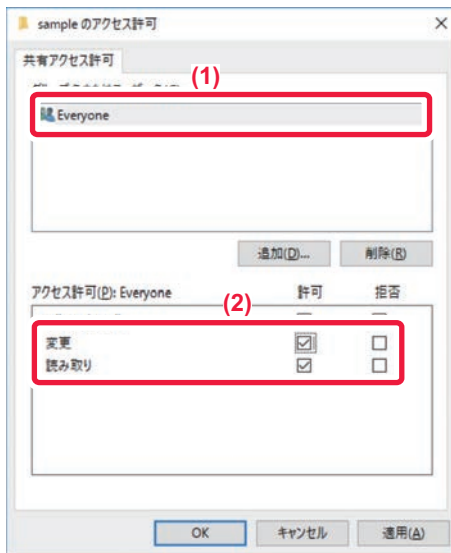 sample のアクセス許可
共有アクセス許可
(1)
Everyone
追加(D)... 削除(R)
アクセス許可(P): Everyone 許可 拒否
(2)
変更
読み取り
OK キャンセル 適用(A)